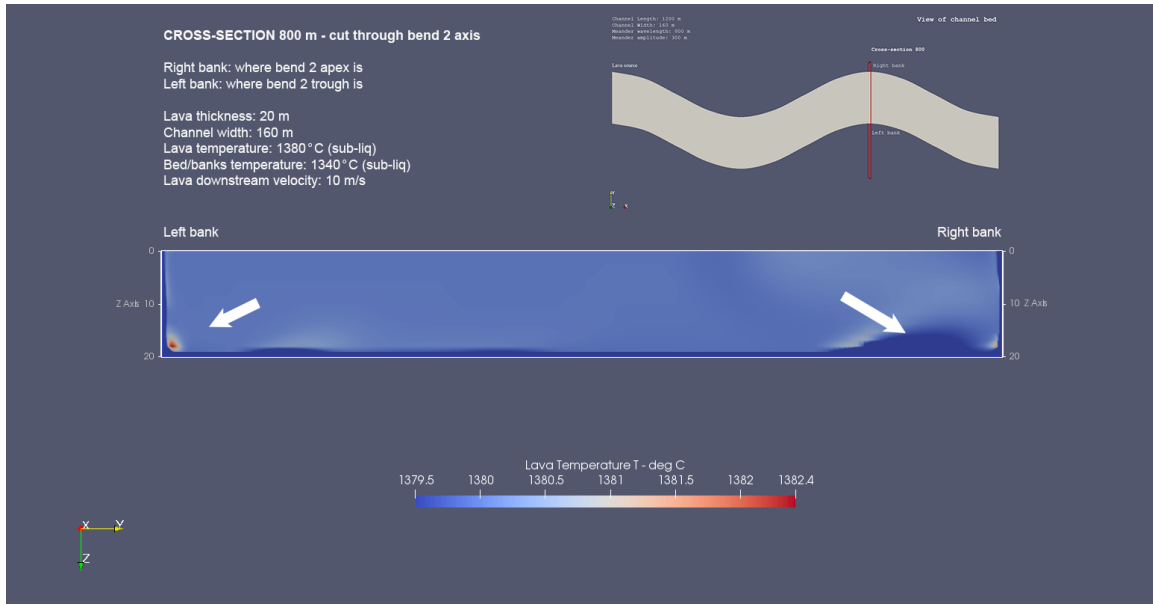 CROSS-SECTION 800 m - cut through bend 2 axis
Right bank: where bend 2 apex is
Left bank: where bend 2 trough is
Lava thickness: 20 m
Channel width: 160 m
Lava temperature: 1380°C (sub-liq)
Bed/banks temperature: 1340°C (sub-liq)
Lava downstream velocity: 10 m/s
Channel Length: 1200 m
Channel Width: 160 m
Meander wavelength: 800 m
Meander amplitude: 300 m
View of channel bed
Cross-section 800
Right bank
Left bank
Left bank
Right bank
0
0
Z Axis 10
10 Z Axis
20
20
Lava Temperature T - deg C
1379.5 1380 1380.5 1381 1381.5 1382 1382.4
X Y
Z